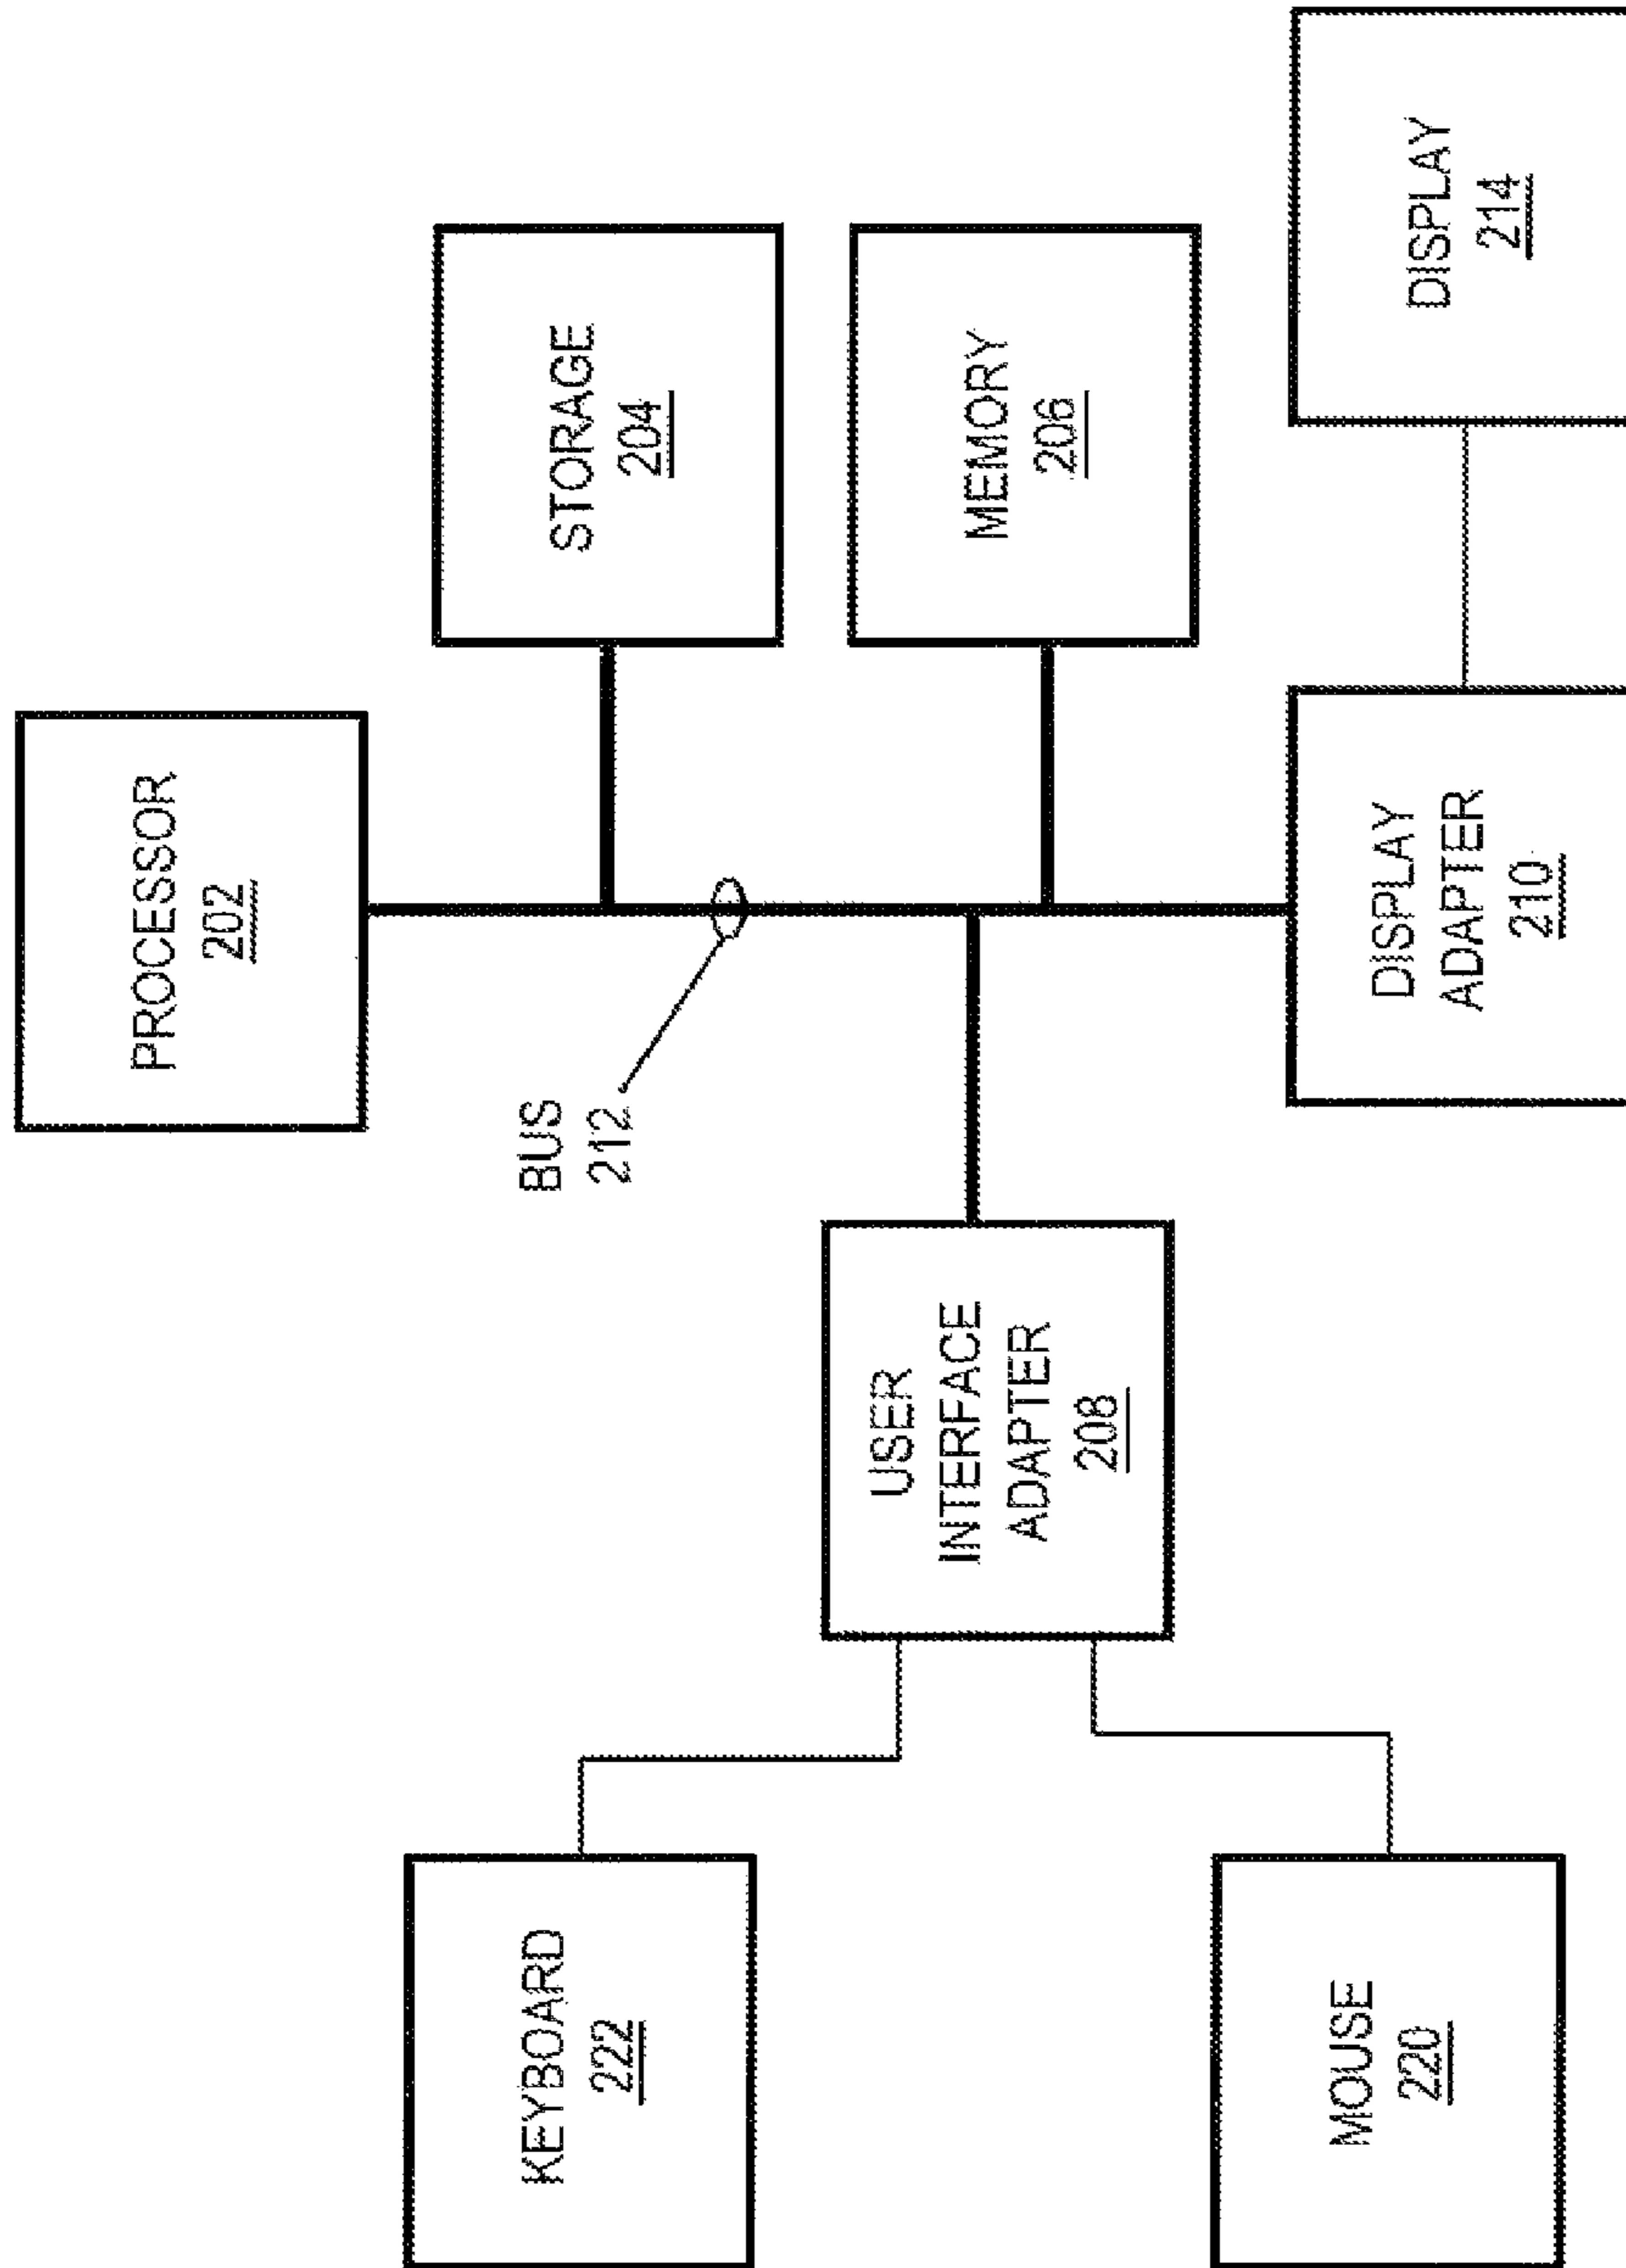 PROCESSOR
202
STORAGE
204
BUS
212
MEMORY
206
USER
INTERFACE
ADAPTER
208
DISPLAY
ADAPTER
210
DISPLAY
214
KEYBOARD
222
MOUSE
220